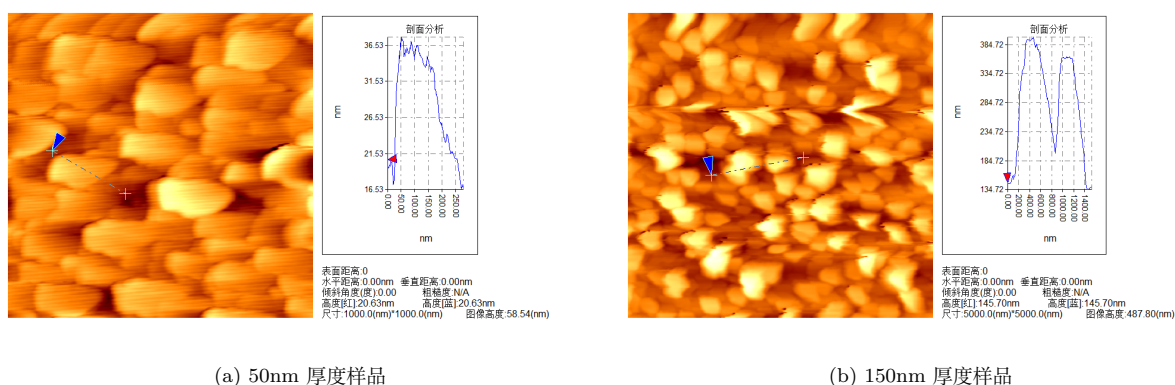 剖面分析
36.53
31.53
26.53
21.53
16.53
nm
0.00
50.00
100.00
150.00
200.00
250.00
nm
表面距离:0
水平距离:0.00nm 垂直距离:0.00nm
倾斜角度(度):0.00 粗糙度:N/A
高度[红]:20.63nm 高度[蓝]:20.63nm
尺寸:1000.0(nm)*1000.0(nm) 图像高度:58.54(nm)
(a) 50nm 厚度样品
剖面分析
384.72
334.72
284.72
234.72
184.72
134.72
nm
0.00
200.00
400.00
600.00
800.00
1000.00
1200.00
1400.00
nm
表面距离:0
水平距离:0.00nm 垂直距离:0.00nm
倾斜角度(度):0.00 粗糙度:N/A
高度[红]:145.70nm 高度[蓝]:145.70nm
尺寸:5000.0(nm)*5000.0(nm) 图像高度:487.80(nm)
(b) 150nm 厚度样品